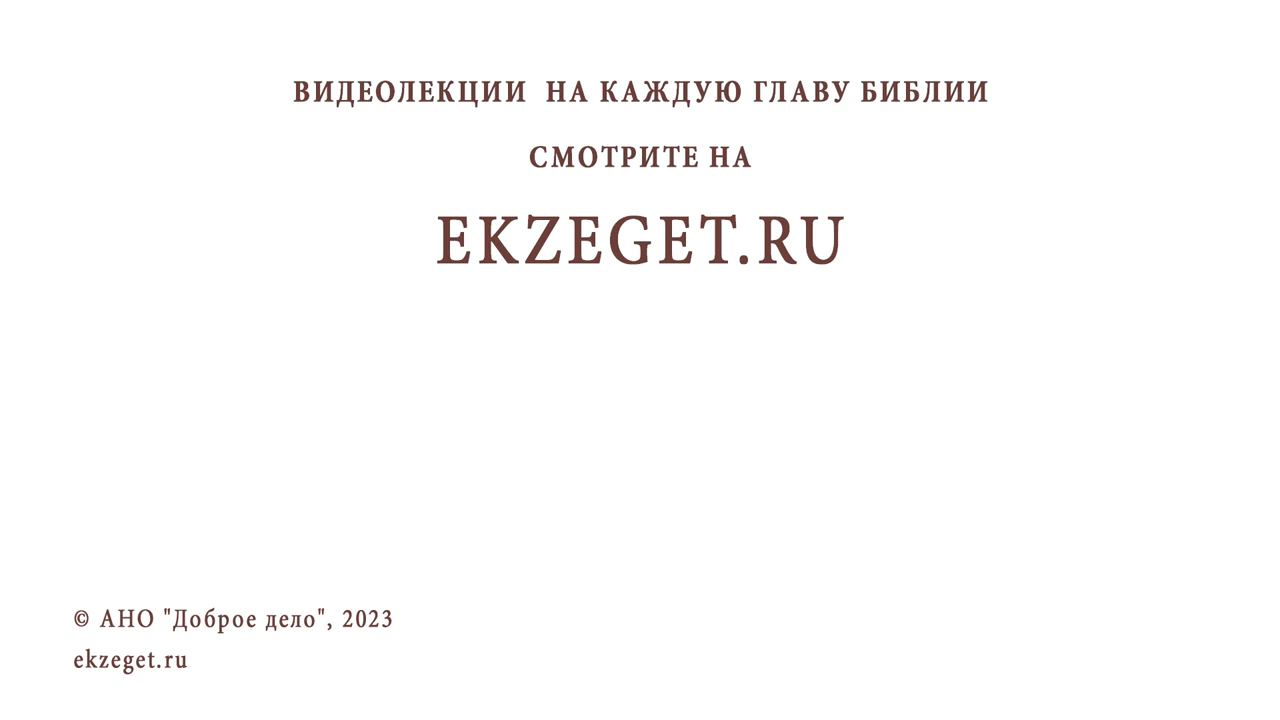 ВИДЕОЛЕКЦИИ НА КАЖДУЮ ГЛАВУ БИБЛИИ
СМОТРИТЕ НА
EKZEGET.RU
© АНО "Доброе дело", 2023
ekzeget.ru